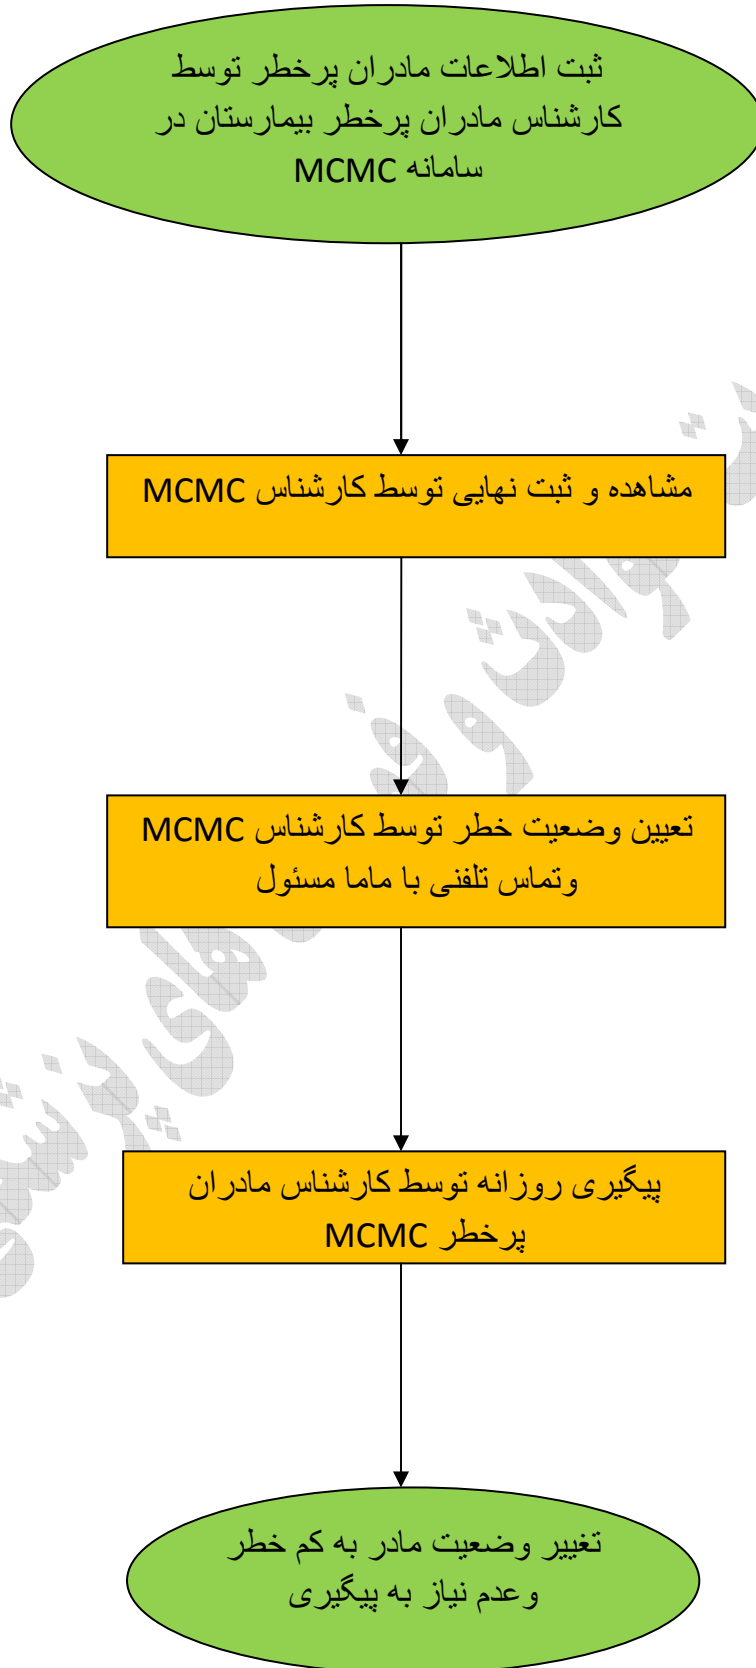 ثبت اطلاعات مادران پرخطر توسط
کارشناس مادران پرخطر بیمارستان در
سامانه MCMC
مشاهده و ثبت نهایی توسط کارشناس MCMC
تعیین وضعیت خطر توسط کارشناس MCMC
وتماس تلفنی با ماما مسئول
پیگیری روزانه توسط کارشناس مادران
پرخطر MCMC
تغییر وضعیت مادر به کم خطر
وعدم نیاز به پیگیری